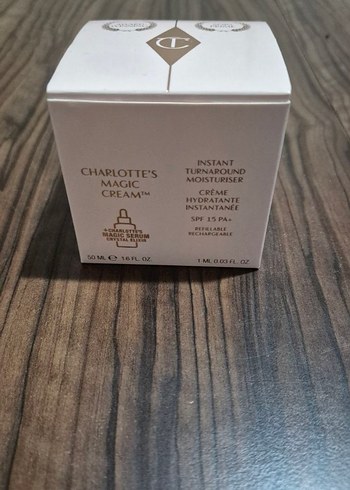 CHARLOTTE'S
MAGIC
CREAM™
+CHARLOTTE'S
MAGIC SERUM
CRYSTAL ELIXIR
50 ML ℮ 1.6 FL. OZ.
INSTANT
TURNAROUND
MOISTURISER
CRÈME
HYDRATANTE
INSTANTANÉE
SPF 15 PA+
REFILLABLE
RECHARGEABLE
1 ML 0.03 FL. OZ.